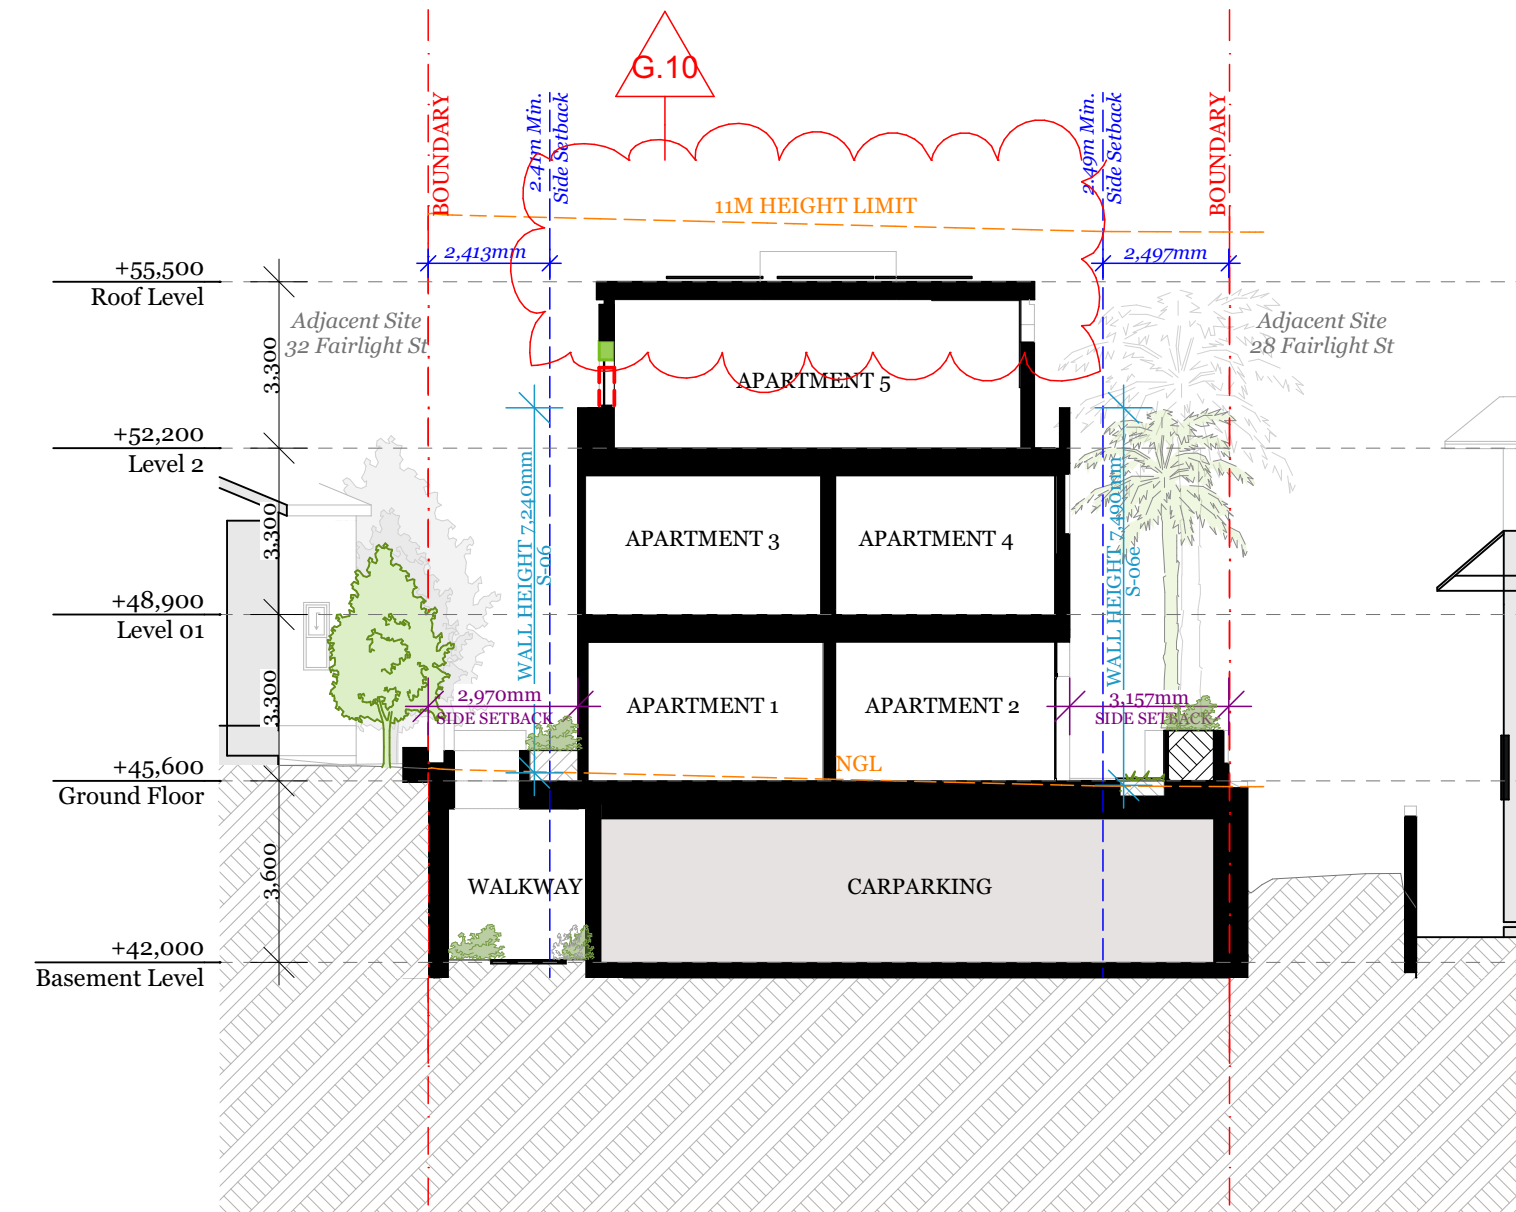 G.10
BOUNDARY
2.41m Min.
Side Setback
2.49m Min.
Side Setback
BOUNDARY
11M HEIGHT LIMIT
2,413mm
2,497mm
+55,500
Roof Level
Adjacent Site
32 Fairlight St
Adjacent Site
28 Fairlight St
3,300
APARTMENT 5
+52,200
Level 2
3,300
WALL HEIGHT 7,240mm
S-06
APARTMENT 3
APARTMENT 4
WALL HEIGHT 7,490mm
S-06e
+48,900
Level 01
3,300
2,970mm
SIDE SETBACK
APARTMENT 1
APARTMENT 2
3,157mm
SIDE SETBACK
NGL
+45,600
Ground Floor
3,600
WALKWAY
CARPARKING
+42,000
Basement Level